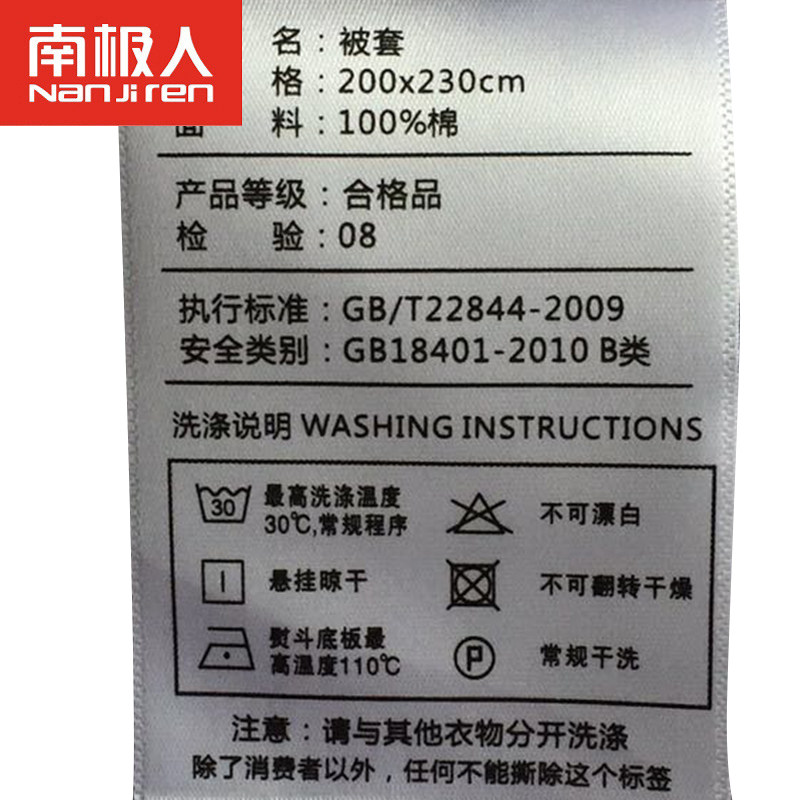 南极人
Nanjiren
名：被套
格：200x230cm
面 料：100%棉
产品等级：合格品
检 验：08
执行标准：GB/T22844-2009
安全类别：GB18401-2010 B类
洗涤说明 WASHING INSTRUCTIONS
30
最高洗涤温度
30℃,常规程序
不可漂白
悬挂晾干
不可翻转干燥
熨斗底板最
高温度110℃
P
常规干洗
注意：请与其他衣物分开洗涤
除了消费者以外，任何不能撕除这个标签